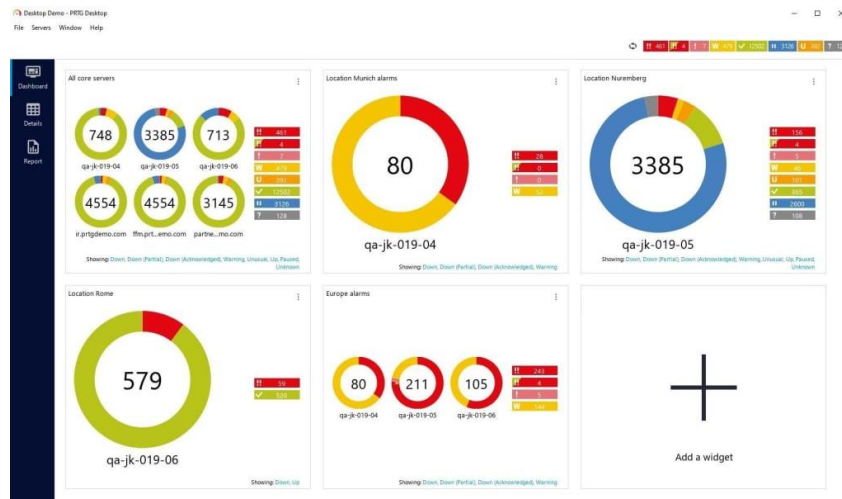 Desktop Demo - PRTG Desktop
File Servers Window Help
461 4 7 W 479 12502 3126 U 392 ? 12
Dashboard
Details
Report
All core servers
748 3385 713
qa-jk-019-04 qa-jk-019-05 qa-jk-019-06
4554 4554 3145
ir.prtgdemo.com ffm.prt...emo.com partne...mo.com
!! 461
4
! 7
W 479
U 392
12502
3126
? 128
Showing: Down, Down (Partial), Down (Acknowledged), Warning, Unusual, Up, Paused,
Unknown
Location Munich alarms
80
qa-jk-019-04
!! 28
0
! 0
W 52
Showing: Down, Down (Partial), Down (Acknowledged), Warning
Location Nuremberg
3385
qa-jk-019-05
!! 156
4
! 5
W 46
U 101
365
2600
? 108
Showing: Down, Down (Partial), Down (Acknowledged), Warning, Unusual, Up, Paused,
Unknown
Location Rome
579
qa-jk-019-06
!! 59
520
Showing: Down, Up
Europe alarms
80 211 105
qa-jk-019-04 qa-jk-019-05 qa-jk-019-06
!! 243
4
! 5
W 144
Showing: Down, Down (Partial), Down (Acknowledged), Warning
Add a widget